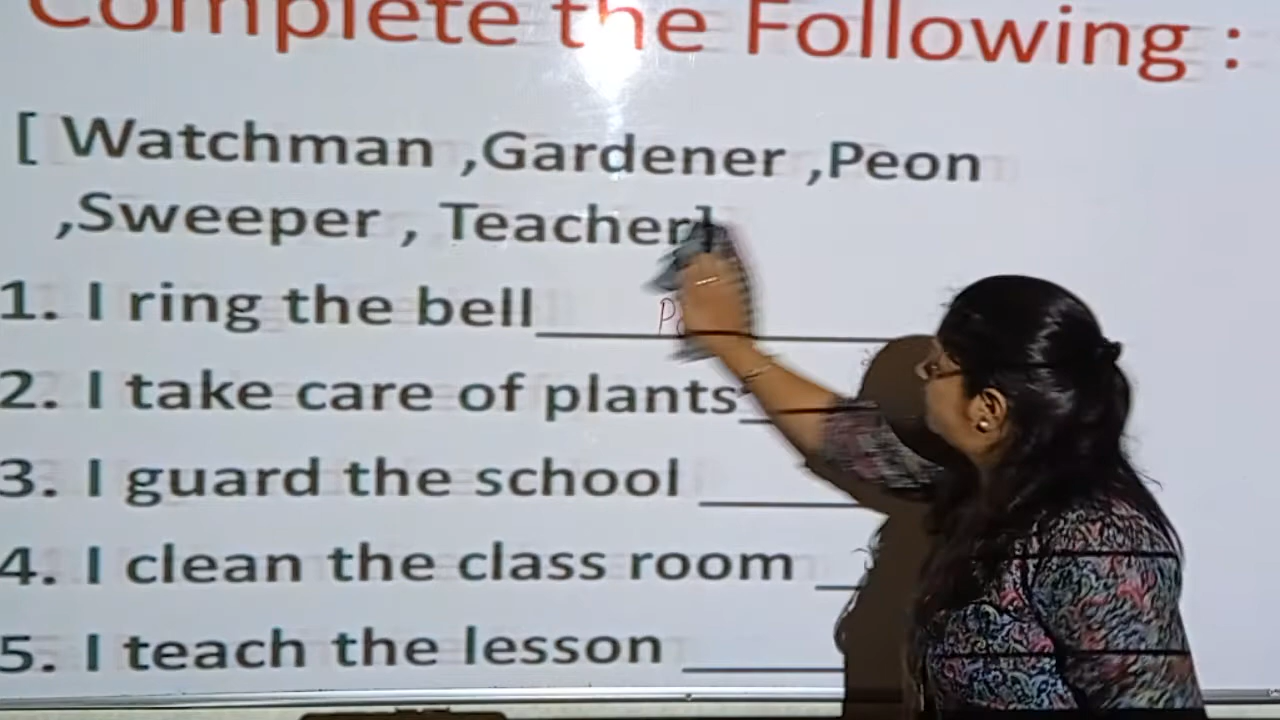 Complete the Following :
[ Watchman ,Gardener ,Peon
,Sweeper , Teacher]
1. I ring the bell
2. I take care of plants
3. I guard the school
4. I clean the class room
5. I teach the lesson